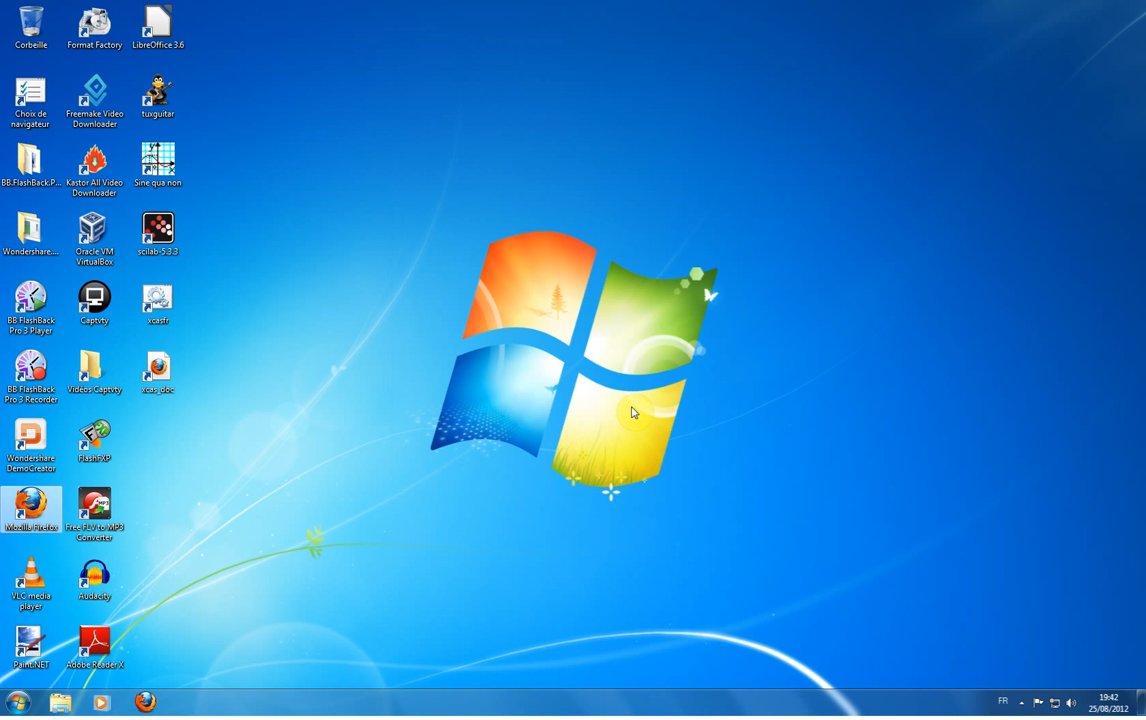 Corbeille
Format Factory
LibreOffice 3.6
Choix de
navigateur
Freemake Video
Downloader
tuxguitar
BB.FlashBack.P...
Kastor All Video
Downloader
Sine qua non
Wondershare....
Oracle VM
VirtualBox
scilab-5.3.3
BB FlashBack
Pro 3 Player
Captvty
xcasfr
BB FlashBack
Pro 3 Recorder
Videos Captvty
xcas_doc
Wondershare
DemoCreator
FlashFXP
Mozilla Firefox
Free FLV to MP3
Converter
VLC media
player
Audacity
Paint.NET
Adobe Reader X
FR
19:42
25/08/2012